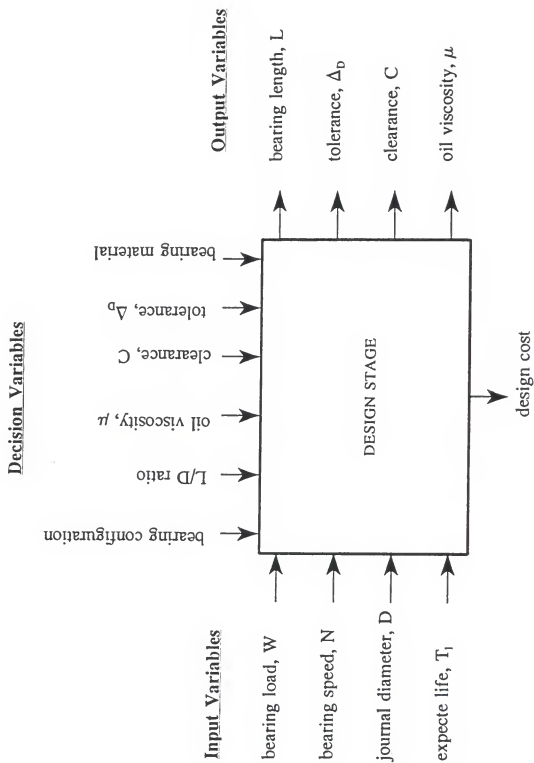 Decision Variables
bearing configuration
L/D ratio
oil viscosity, μ
clearance, C
tolerance, Δ_D
bearing material
Input Variables
bearing load, W
bearing speed, N
journal diameter, D
expecte life, T_l
DESIGN STAGE
Output Variables
bearing length, L
tolerance, Δ_D
clearance, C
oil viscosity, μ
design cost